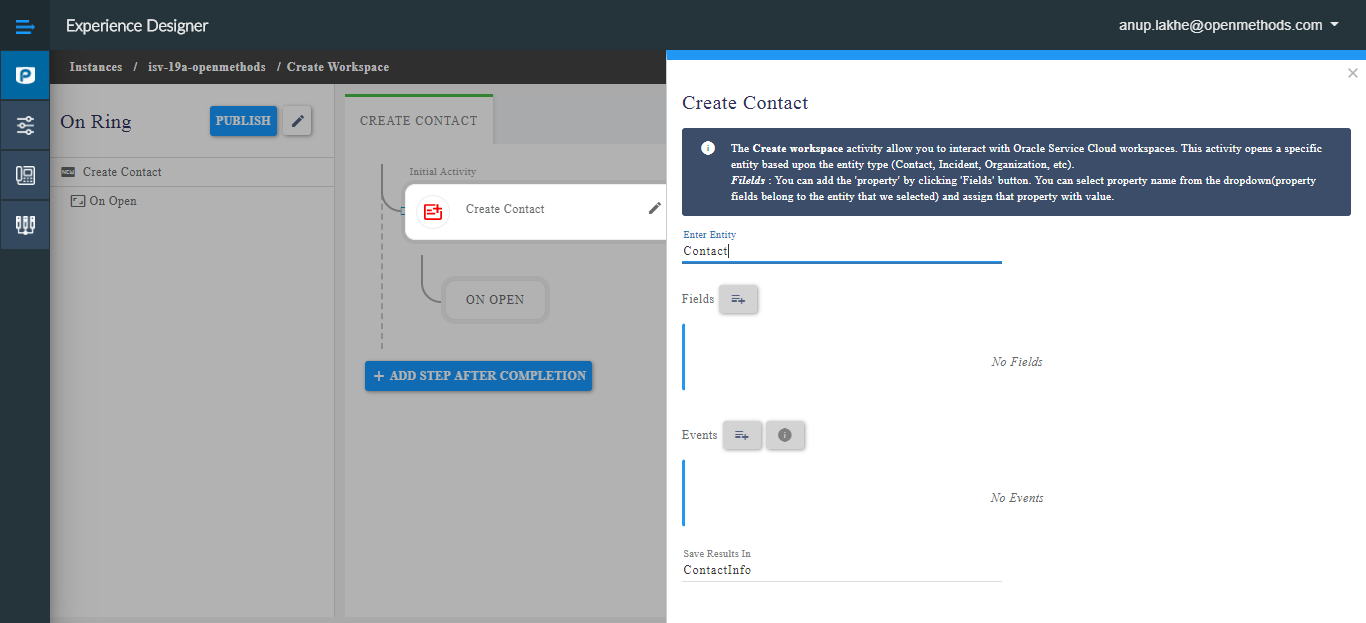 Experience Designer
anup.lakhe@openmethods.com
Instances / isv-19a-openmethods / Create Workspace
On Ring
PUBLISH
NEW Create Contact
On Open
CREATE CONTACT
Initial Activity
Create Contact
ON OPEN
+ ADD STEP AFTER COMPLETION
Create Contact
The Create workspace activity allow you to interact with Oracle Service Cloud workspaces. This activity opens a specific
entity based upon the entity type (Contact, Incident, Organization, etc).
Filelds : You can add the 'property' by clicking 'Fields' button. You can select property name from the dropdown(property
fields belong to the entity that we selected) and assign that property with value.
Enter Entity
Contact
Fields
No Fields
Events
No Events
Save Results In
ContactInfo